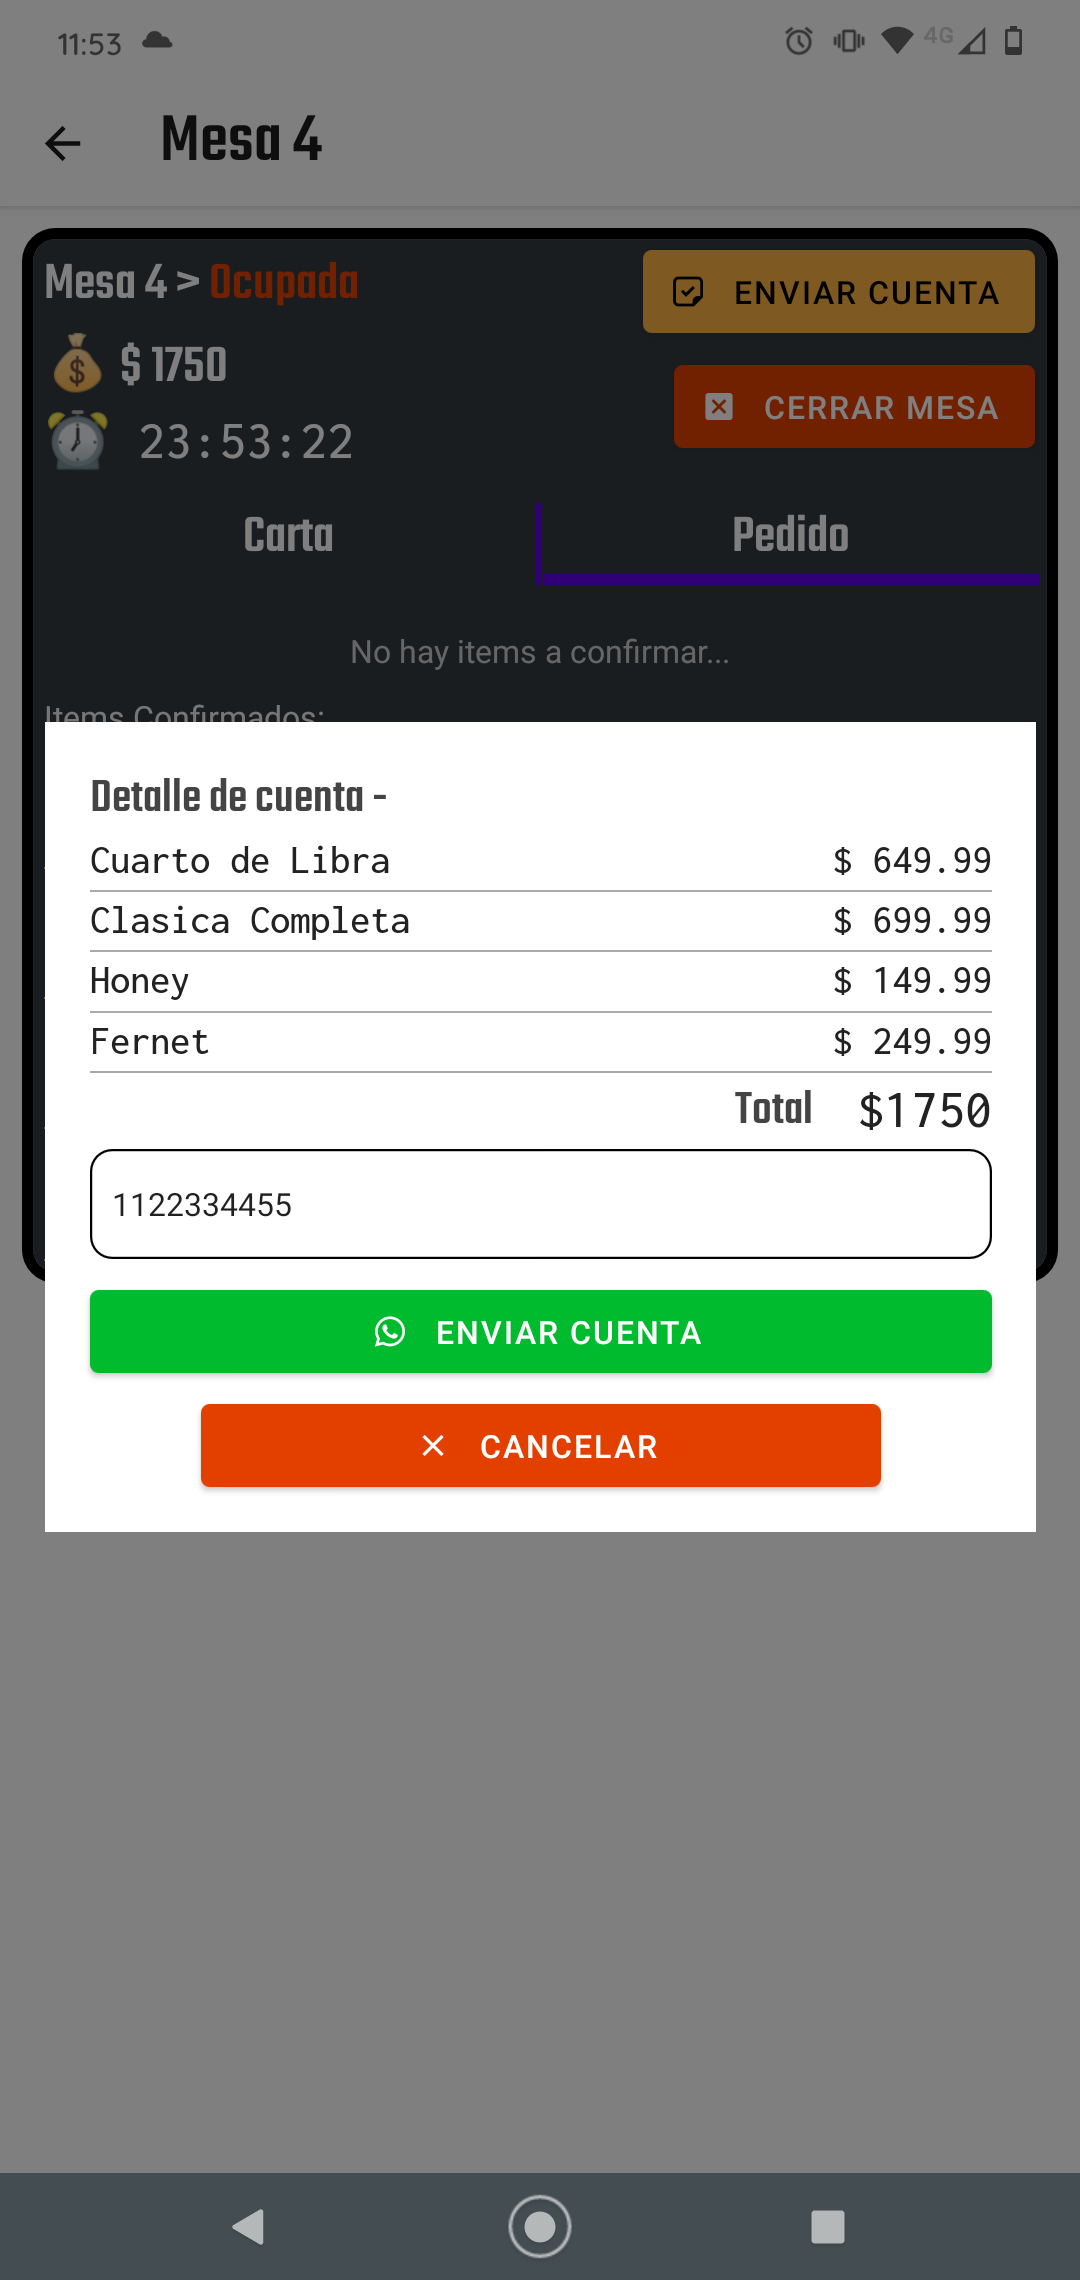 11:53
4G
Mesa 4
Mesa 4 > Ocupada
ENVIAR CUENTA
$ 1750
CERRAR MESA
23:53:22
Carta
Pedido
No hay items a confirmar...
Items Confirmados:
Detalle de cuenta -
Cuarto de Libra $ 649.99
Clasica Completa $ 699.99
Honey $ 149.99
Fernet $ 249.99
Total $1750
1122334455
ENVIAR CUENTA
CANCELAR